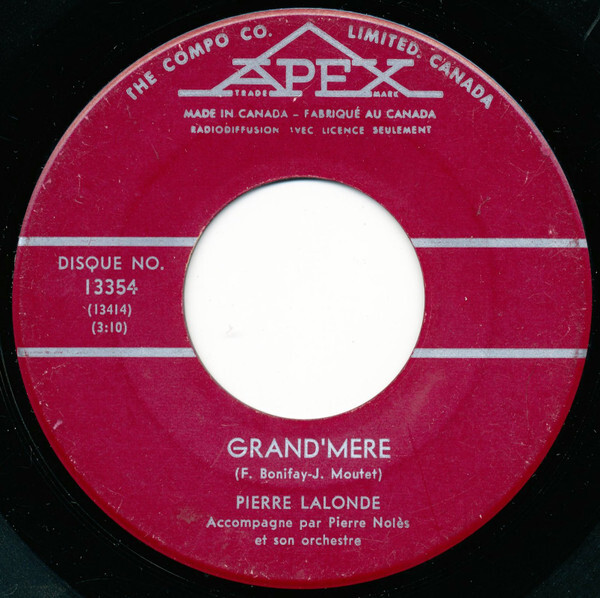 THE COMPO CO. LIMITED. CANADA
APEX
TRADE MARK
MADE IN CANADA – FABRIQUÉ AU CANADA
RADIODIFFUSION AVEC LICENCE SEULEMENT
DISQUE NO.
13354
(13414)
(3:10)
GRAND'MERE
(F. Bonifay-J. Moutet)
PIERRE LALONDE
Accompagne par Pierre Nolès
et son orchestre